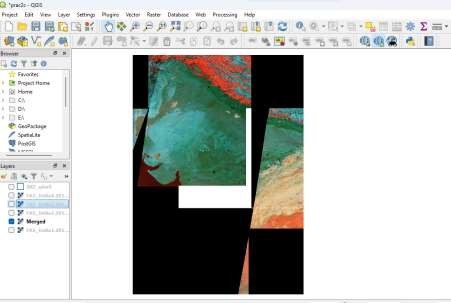 *prac2c — QGIS
Project Edit View Layer Settings Plugins Vector Raster Database Web Processing Help
Browser
Favorites
Project Home
Home
C:\
D:\
E:\
GeoPackage
SpatiaLite
PostGIS
Layers
Merged